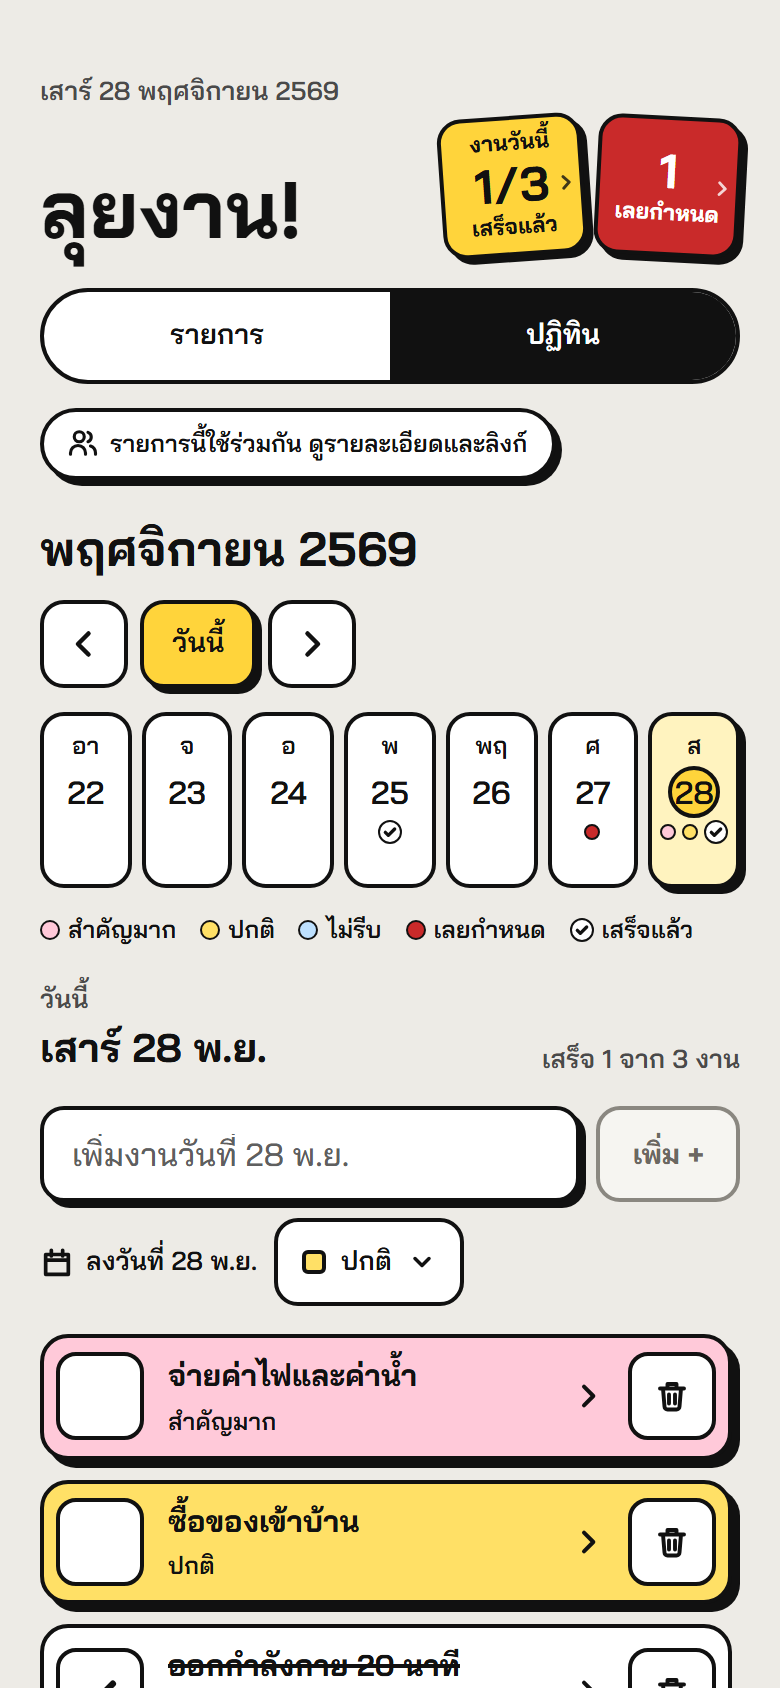 เสาร์ 28 พฤศจิกายน 2569
ลุยงาน!
งานวันนี้
1/3
เสร็จแล้ว
1
เลยกำหนด
รายการ
ปฏิทิน
รายการนี้ใช้ร่วมกัน ดูรายละเอียดและลิงก์
พฤศจิกายน 2569
วันนี้
อา จ อ พ พฤ ศ ส
22 23 24 25 26 27 28
สำคัญมาก ปกติ ไม่รีบ เลยกำหนด เสร็จแล้ว
วันนี้
เสาร์ 28 พ.ย.
เสร็จ 1 จาก 3 งาน
เพิ่มงานวันที่ 28 พ.ย.
เพิ่ม +
ลงวันที่ 28 พ.ย.
ปกติ
จ่ายค่าไฟและค่าน้ำ
สำคัญมาก
ซื้อของเข้าบ้าน
ปกติ
ออกกำลังกาย 20 นาที